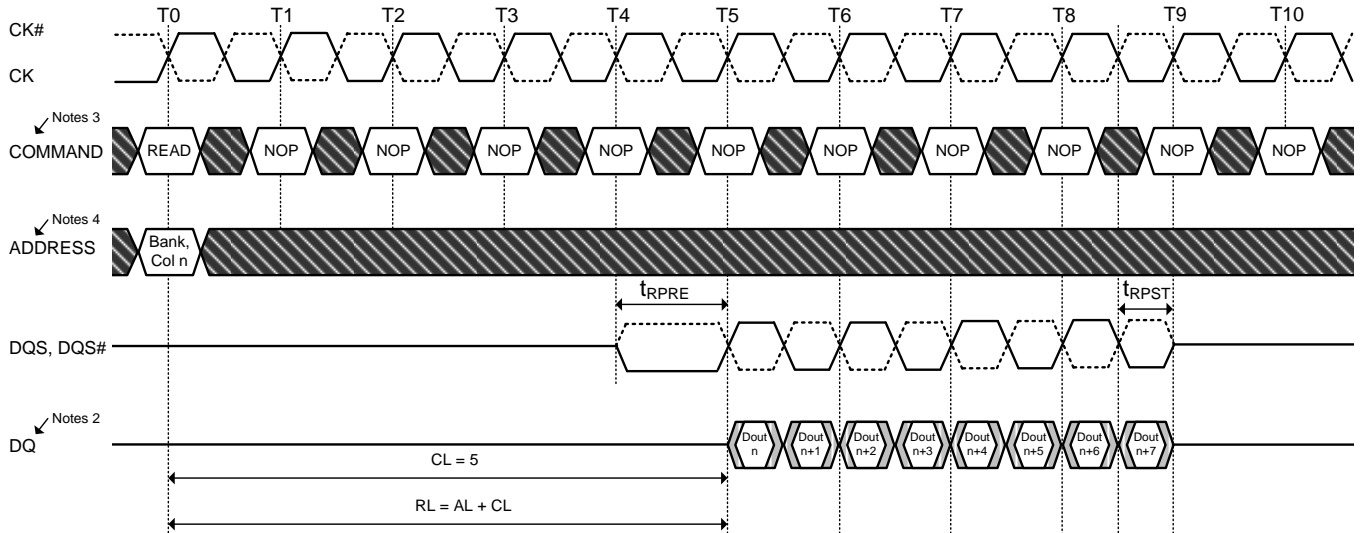 T0 T1 T2 T3 T4 T5 T6 T7 T8 T9 T10
CK#
CK
Notes 3
COMMAND READ NOP NOP NOP NOP NOP NOP NOP NOP NOP NOP
Notes 4
ADDRESS Bank, Col n
tRPRE tRPST
DQS, DQS#
Notes 2
DQ Dout n Dout n+1 Dout n+2 Dout n+3 Dout n+4 Dout n+5 Dout n+6 Dout n+7
CL = 5
RL = AL + CL